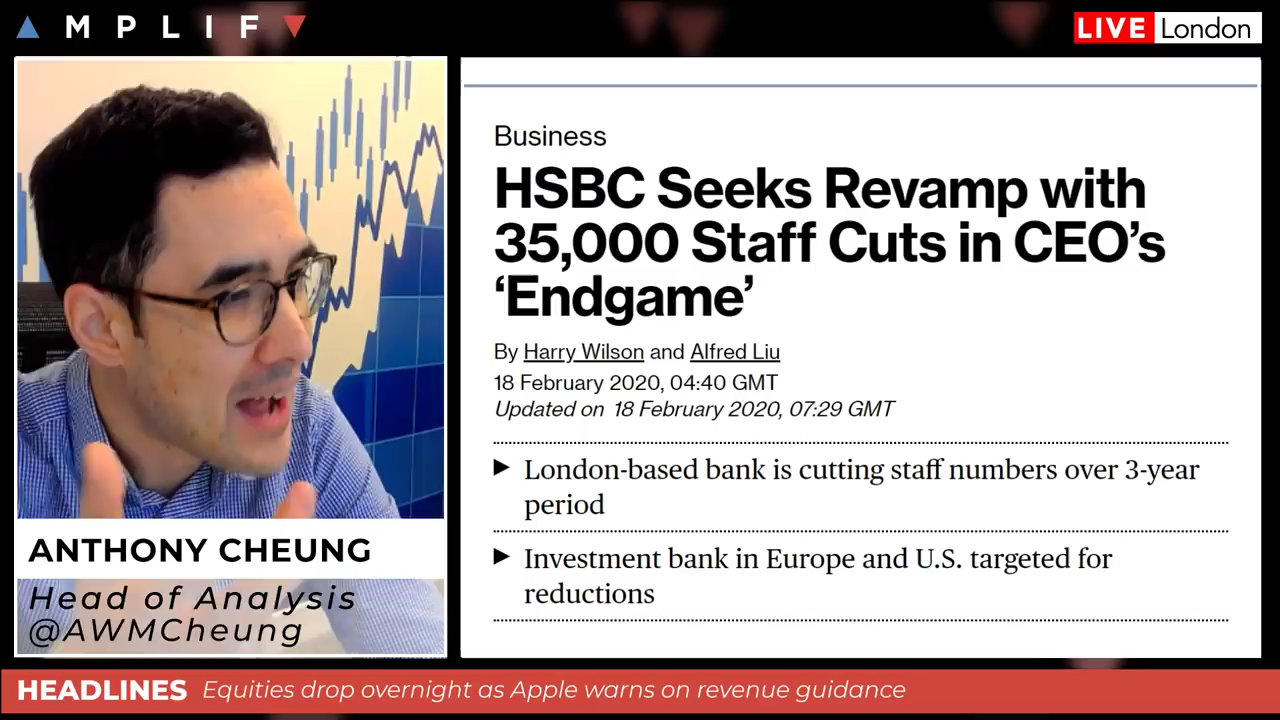 ▲ M P L I F ▼
LIVE London
Business
HSBC Seeks Revamp with
35,000 Staff Cuts in CEO’s
‘Endgame’
By Harry Wilson and Alfred Liu
18 February 2020, 04:40 GMT
Updated on 18 February 2020, 07:29 GMT
► London-based bank is cutting staff numbers over 3-year
period
► Investment bank in Europe and U.S. targeted for
reductions
ANTHONY CHEUNG
Head of Analysis
@AWMCheung
HEADLINES Equities drop overnight as Apple warns on revenue guidance